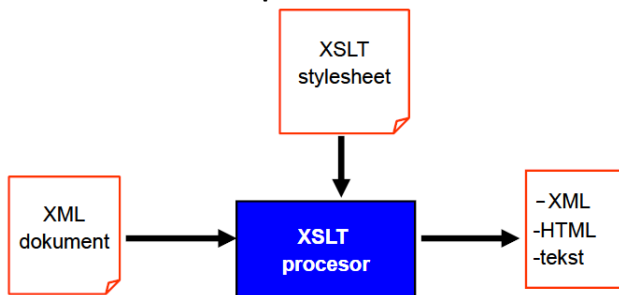 XSLT
stylesheet
XML
dokument
XSLT
procesor
-XML
-HTML
-tekst